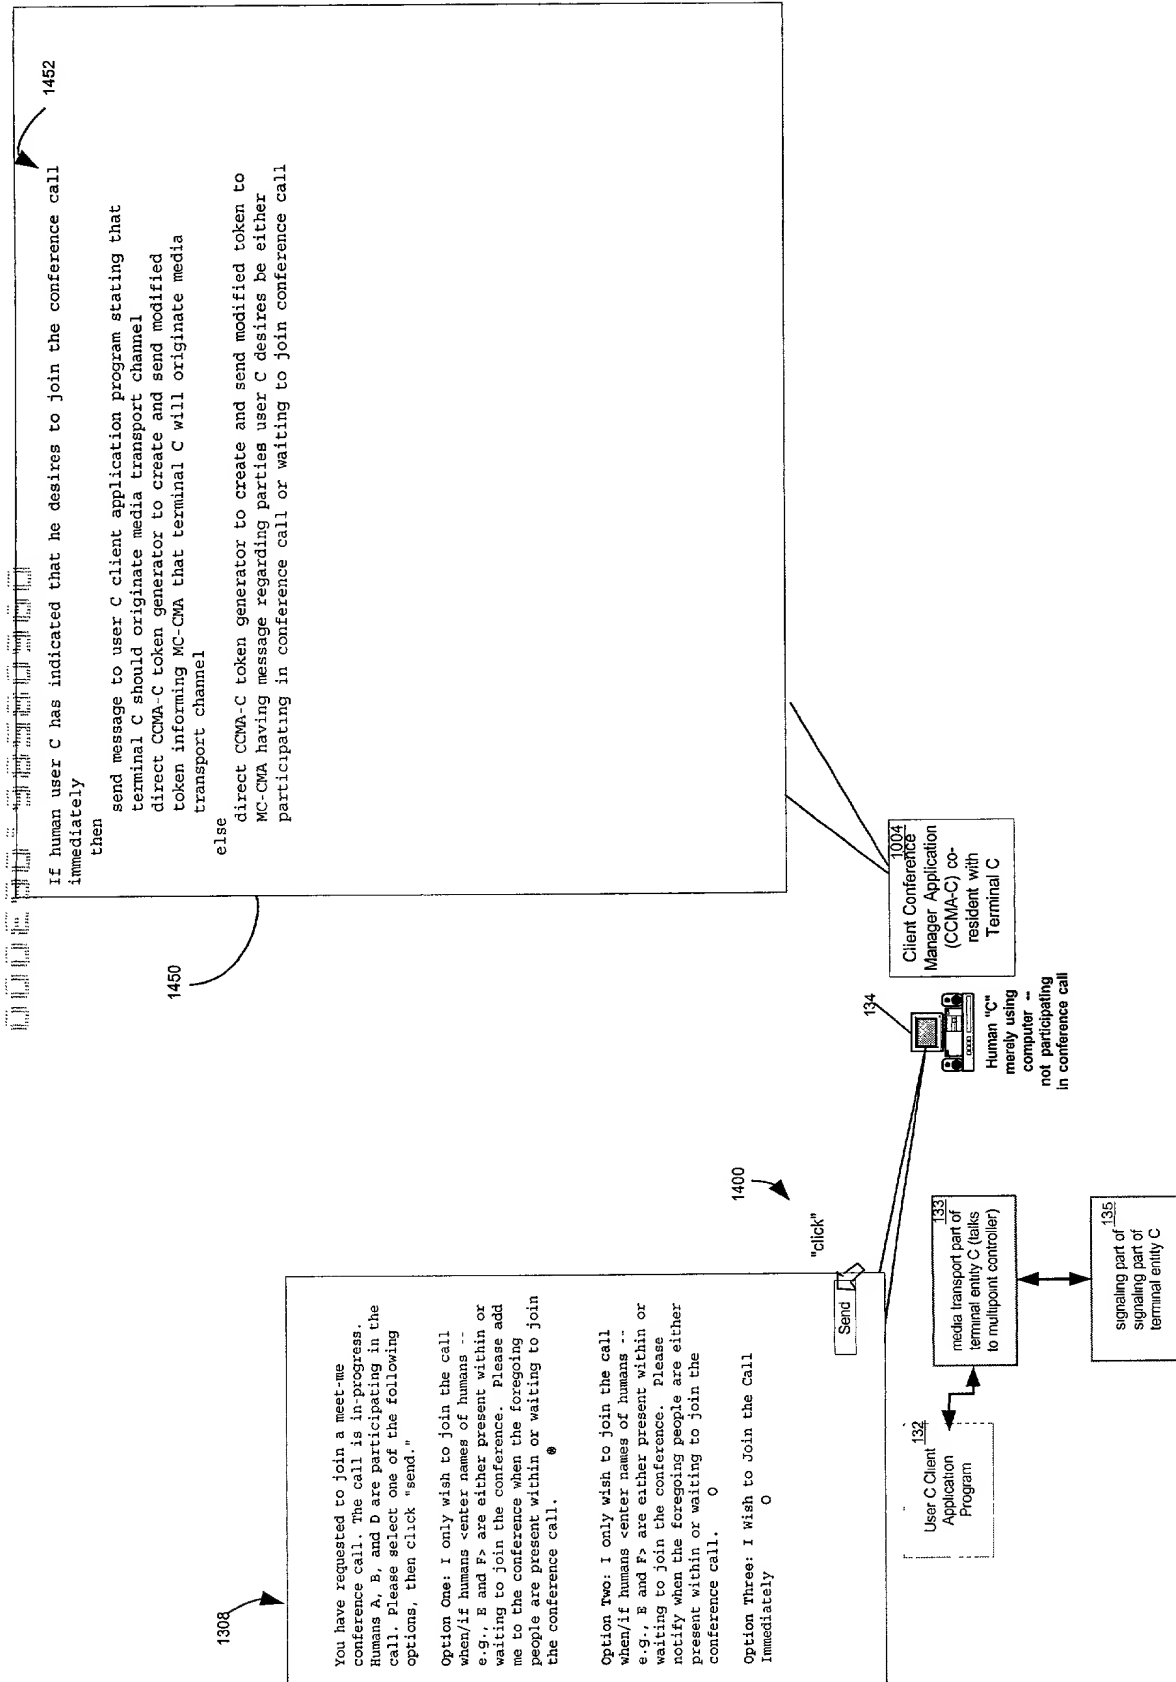 1308
You have requested to join a meet-me
conference call. The call is in-progress.
Humans A, B, and D are participating in the
call. Please select one of the following
options, then click "send."
Option One: I only wish to join the call
when/if humans <enter names of humans --
e.g., E and F> are either present within or
waiting to join the conference. Please add
me to the conference when the foregoing
people are present within or waiting to join
the conference call.
Option Two: I only wish to join the call
when/if humans <enter names of humans --
e.g., E and F> are either present within or
waiting to join the conference. Please
notify when the foregoing people are either
present within or waiting to join the
conference call. O
Option Three: I Wish to Join the Call
Immediately O
Send
"click"
1400
User C Client 132
Application
Program
133
media transport part of
terminal entity C (talks
to multipoint controller)
135
signaling part of
signaling part of
terminal entity C
134
Human "C"
merely using
computer --
not participating
in conference call
1004
Client Conference
Manager Application
(CCMA-C) co-
resident with
Terminal C
1450
1452
If human user C has indicated that he desires to join the conference call
immediately
then
send message to user C client application program stating that
terminal C should originate media transport channel
direct CCMA-C token generator to create and send modified
token informing MC-CMA that terminal C will originate media
transport channel
else
direct CCMA-C token generator to create and send modified token to
MC-CMA having message regarding parties user C desires be either
participating in conference call or waiting to join conference call